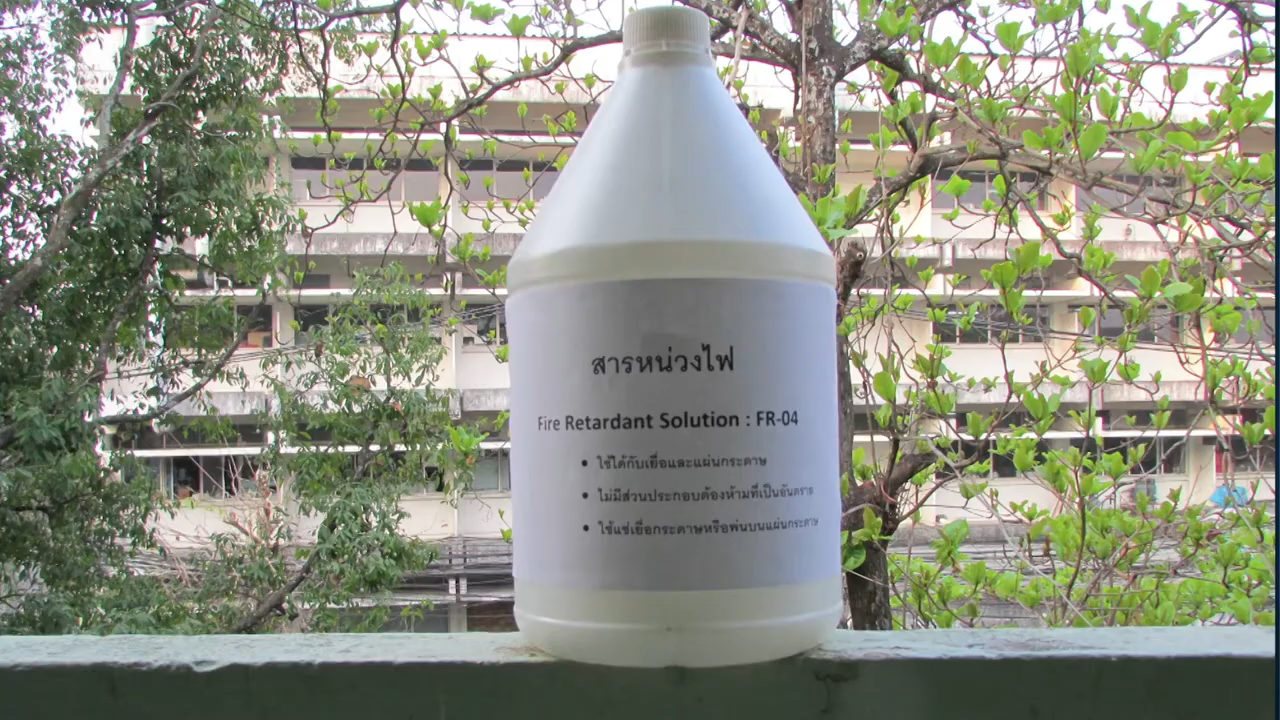 สารหน่วงไฟ
Fire Retardant Solution : FR-04
• ใช้ได้กับเยื่อและแผ่นกระดาษ
• ไม่มีส่วนประกอบต้องห้ามที่เป็นอันตราย
• ใช้แช่เยื่อกระดาษหรือพ่นบนแผ่นกระดาษ